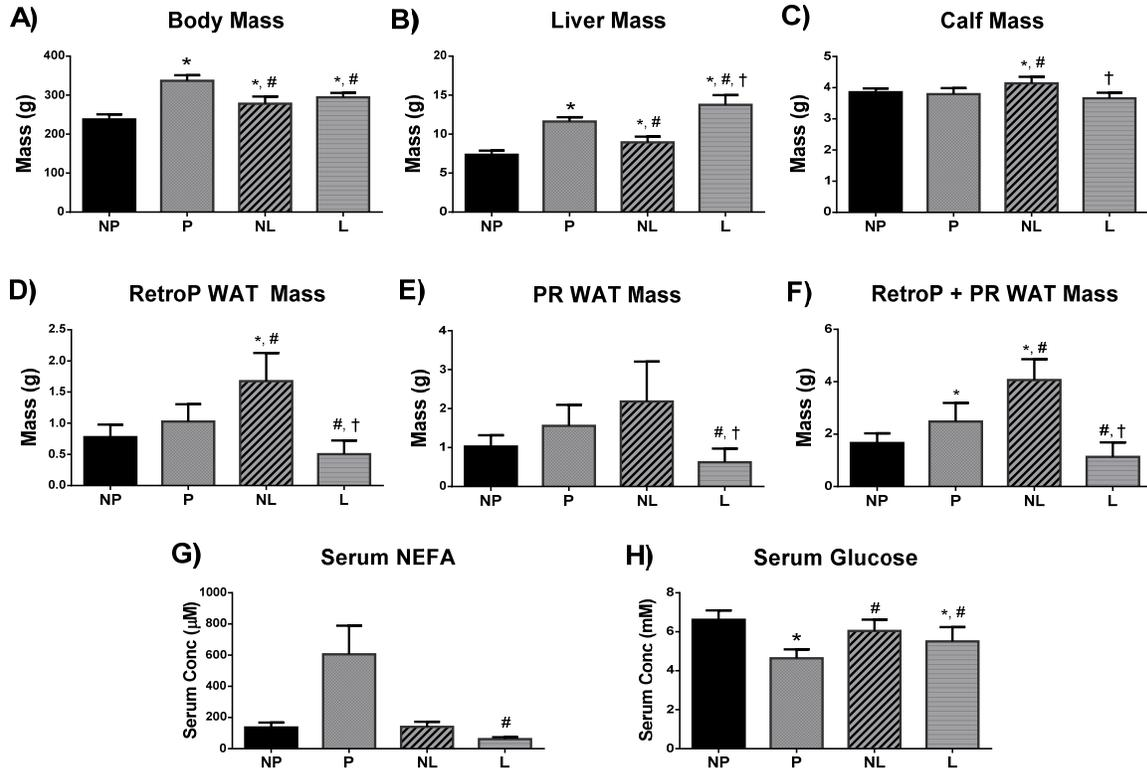 A) Body Mass
Mass (g)
400
300
200
100
0
*
*, #
*, #
NP P NL L
B) Liver Mass
Mass (g)
20
15
10
5
0
*
*, #
*, #, †
NP P NL L
C) Calf Mass
Mass (g)
5
4
3
2
1
0
*, #
†
NP P NL L
D) RetroP WAT Mass
Mass (g)
2.5
2.0
1.5
1.0
0.5
0.0
*, #
#, †
NP P NL L
E) PR WAT Mass
Mass (g)
4
3
2
1
0
#, †
NP P NL L
F) RetroP + PR WAT Mass
Mass (g)
6
4
2
0
*
*, #
#, †
NP P NL L
G) Serum NEFA
Serum Conc (µM)
1000
800
600
400
200
0
#
NP P NL L
H) Serum Glucose
Serum Conc (mM)
8
6
4
2
0
*
#
*, #
NP P NL L